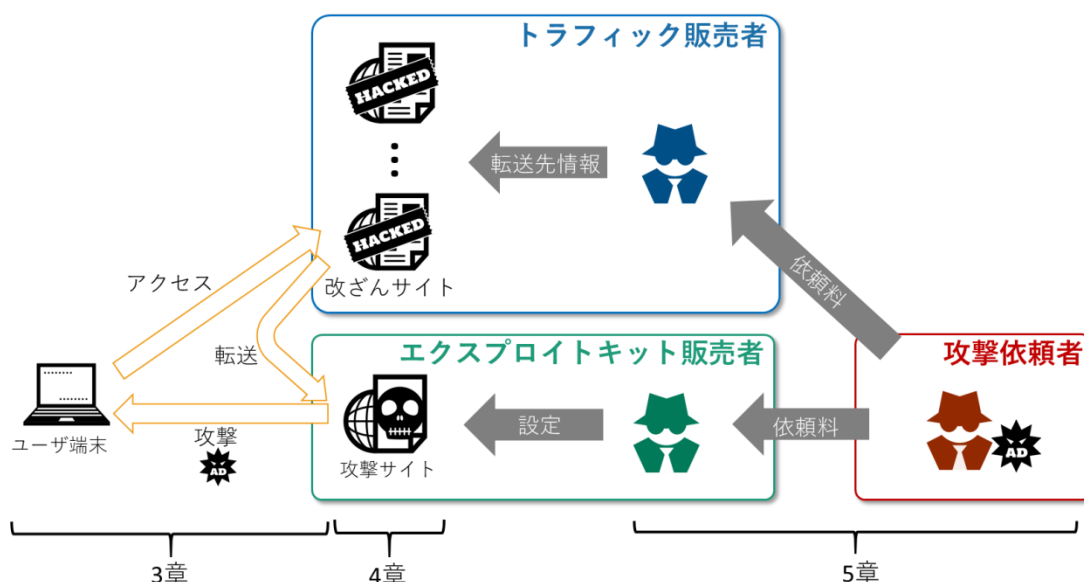 トラフィック販売者
HACKED
転送先情報
HACKED
改ざんサイト
アクセス
転送
依頼料
エクスプロイトキット販売者
攻撃依頼者
ユーザ端末
攻撃
AD
攻撃サイト
設定
依頼料
AD
3章
4章
5章